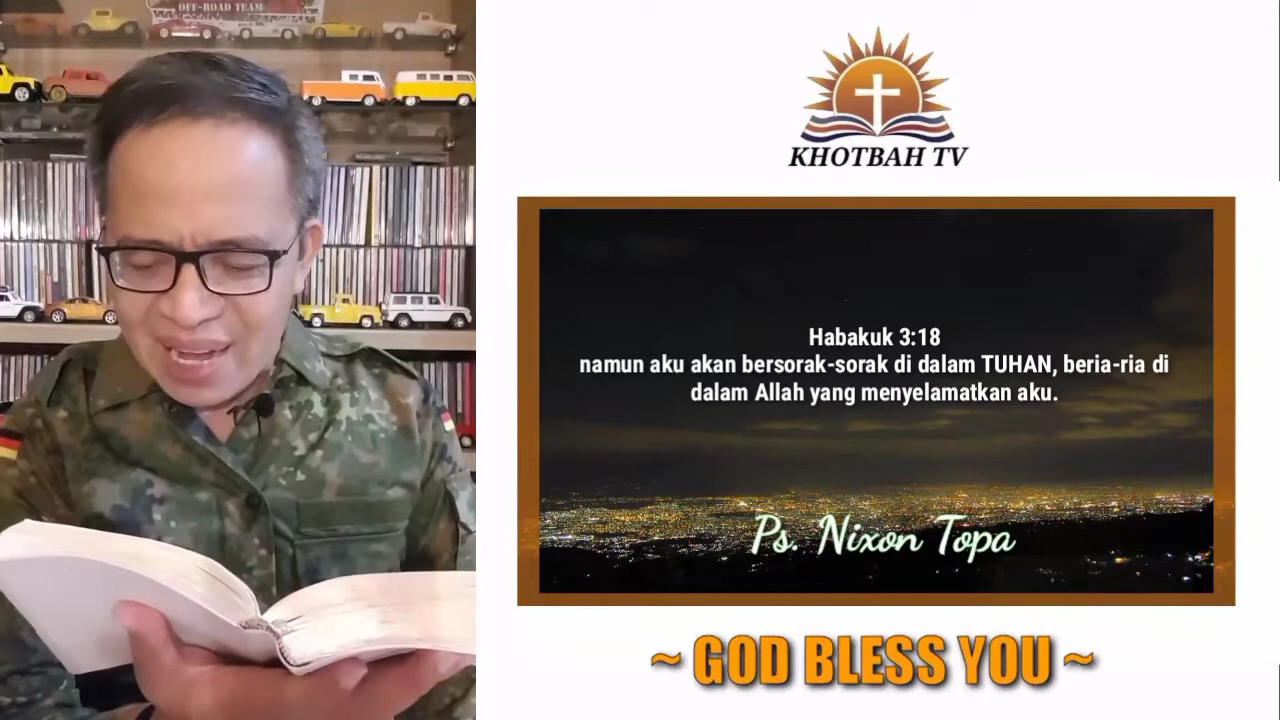 OFF-ROAD TEAM
KHOTBAH TV
Habakuk 3:18
namun aku akan bersorak-sorak di dalam TUHAN, beria-ria di
dalam Allah yang menyelamatkan aku.
Ps. Nixon Topa
~ GOD BLESS YOU ~